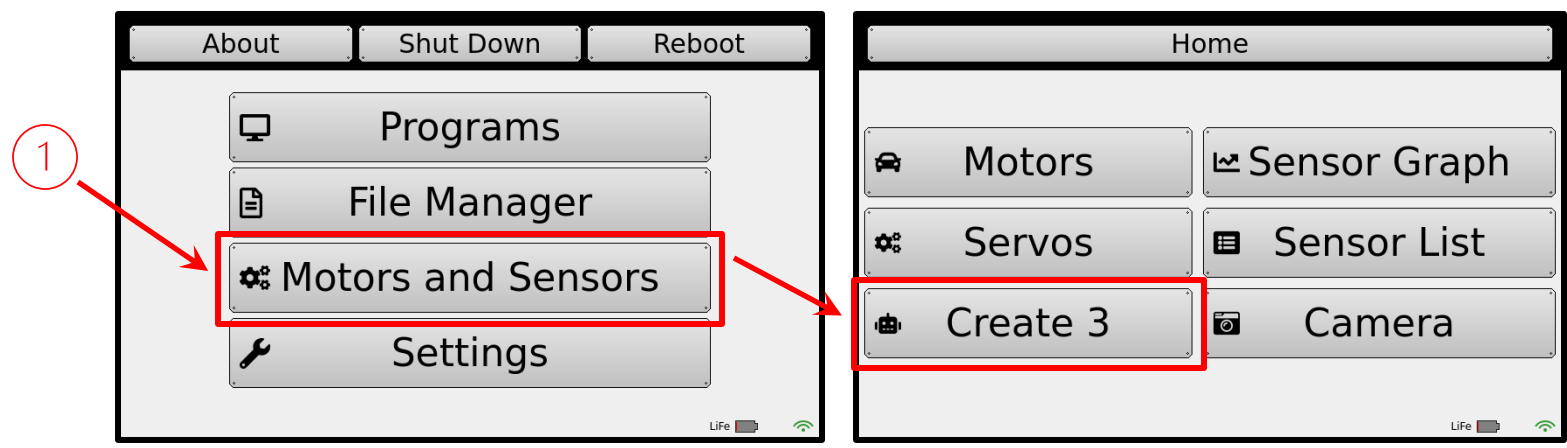 1
About
Shut Down
Reboot
Programs
File Manager
Motors and Sensors
Settings
LiFe
Home
Motors
Sensor Graph
Servos
Sensor List
Create 3
Camera
LiFe